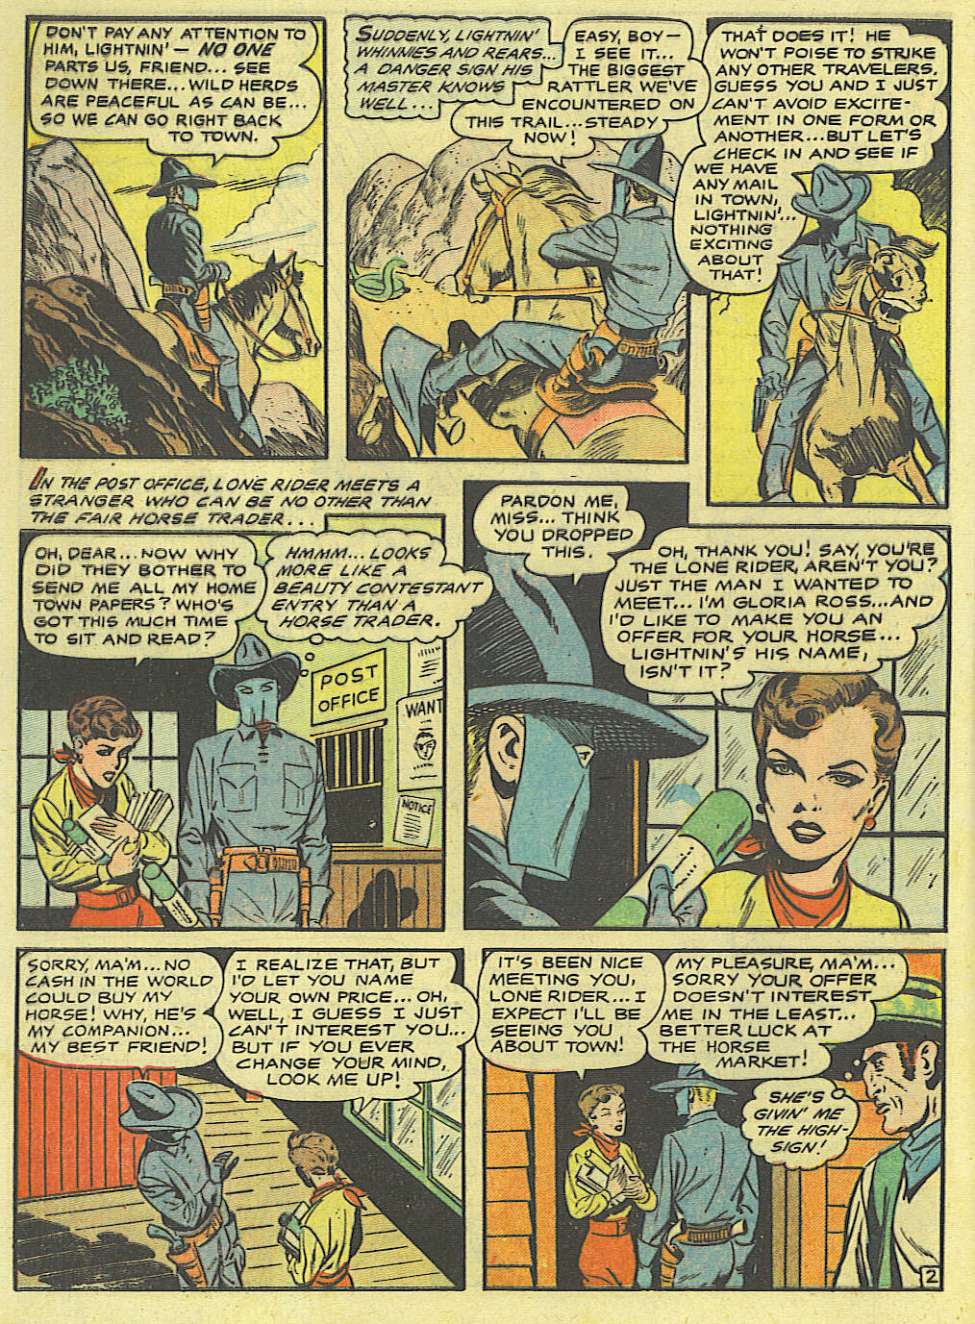 DON'T PAY ANY ATTENTION TO
HIM, LIGHTNIN' — NO ONE
PARTS US, FRIEND... SEE
DOWN THERE... WILD HERDS
ARE PEACEFUL AS CAN BE...
SO WE CAN GO RIGHT BACK
TO TOWN.
SUDDENLY, LIGHTNIN'
WHINNIES AND REARS...
A DANGER SIGN HIS
MASTER KNOWS
WELL...
EASY, BOY—
I SEE IT...
THE BIGGEST
RATTLER WE'VE
ENCOUNTERED ON
THIS TRAIL...STEADY
NOW!
THAT DOES IT! HE
WON'T POISE TO STRIKE
ANY OTHER TRAVELERS.
GUESS YOU AND I JUST
CAN'T AVOID EXCITE-
MENT IN ONE FORM OR
ANOTHER...BUT LET'S
CHECK IN AND SEE IF
WE HAVE
ANY MAIL
IN TOWN,
LIGHTNIN'...
NOTHING
EXCITING
ABOUT
THAT!
IN THE POST OFFICE, LONE RIDER MEETS A
STRANGER WHO CAN BE NO OTHER THAN
THE FAIR HORSE TRADER...
OH, DEAR...NOW WHY
DID THEY BOTHER TO
SEND ME ALL MY HOME
TOWN PAPERS? WHO'S
GOT THIS MUCH TIME
TO SIT AND READ?
HMMM... LOOKS
MORE LIKE A
BEAUTY CONTESTANT
ENTRY THAN A
HORSE TRADER.
POST
OFFICE
WANT
NOTICE
PARDON ME,
MISS... THINK
YOU DROPPED
THIS.
OH, THANK YOU! SAY, YOU'RE
THE LONE RIDER, AREN'T YOU?
JUST THE MAN I WANTED TO
MEET... I'M GLORIA ROSS...AND
I'D LIKE TO MAKE YOU AN
OFFER FOR YOUR HORSE...
LIGHTNIN'S HIS NAME,
ISN'T IT?
SORRY, MA'M... NO
CASH IN THE WORLD
COULD BUY MY
HORSE! WHY, HE'S
MY COMPANION...
MY BEST FRIEND!
I REALIZE THAT, BUT
I'D LET YOU NAME
YOUR OWN PRICE... OH,
WELL, I GUESS I JUST
CAN'T INTEREST YOU...
BUT IF YOU EVER
CHANGE YOUR MIND,
LOOK ME UP!
IT'S BEEN NICE
MEETING YOU,
LONE RIDER... I
EXPECT I'LL BE
SEEING YOU
ABOUT TOWN!
MY PLEASURE, MA'M...
SORRY YOUR OFFER
DOESN'T INTEREST
ME IN THE LEAST...
BETTER LUCK AT
THE HORSE
MARKET!
SHE'S
GIVIN' ME
THE HIGH-
SIGN!
2